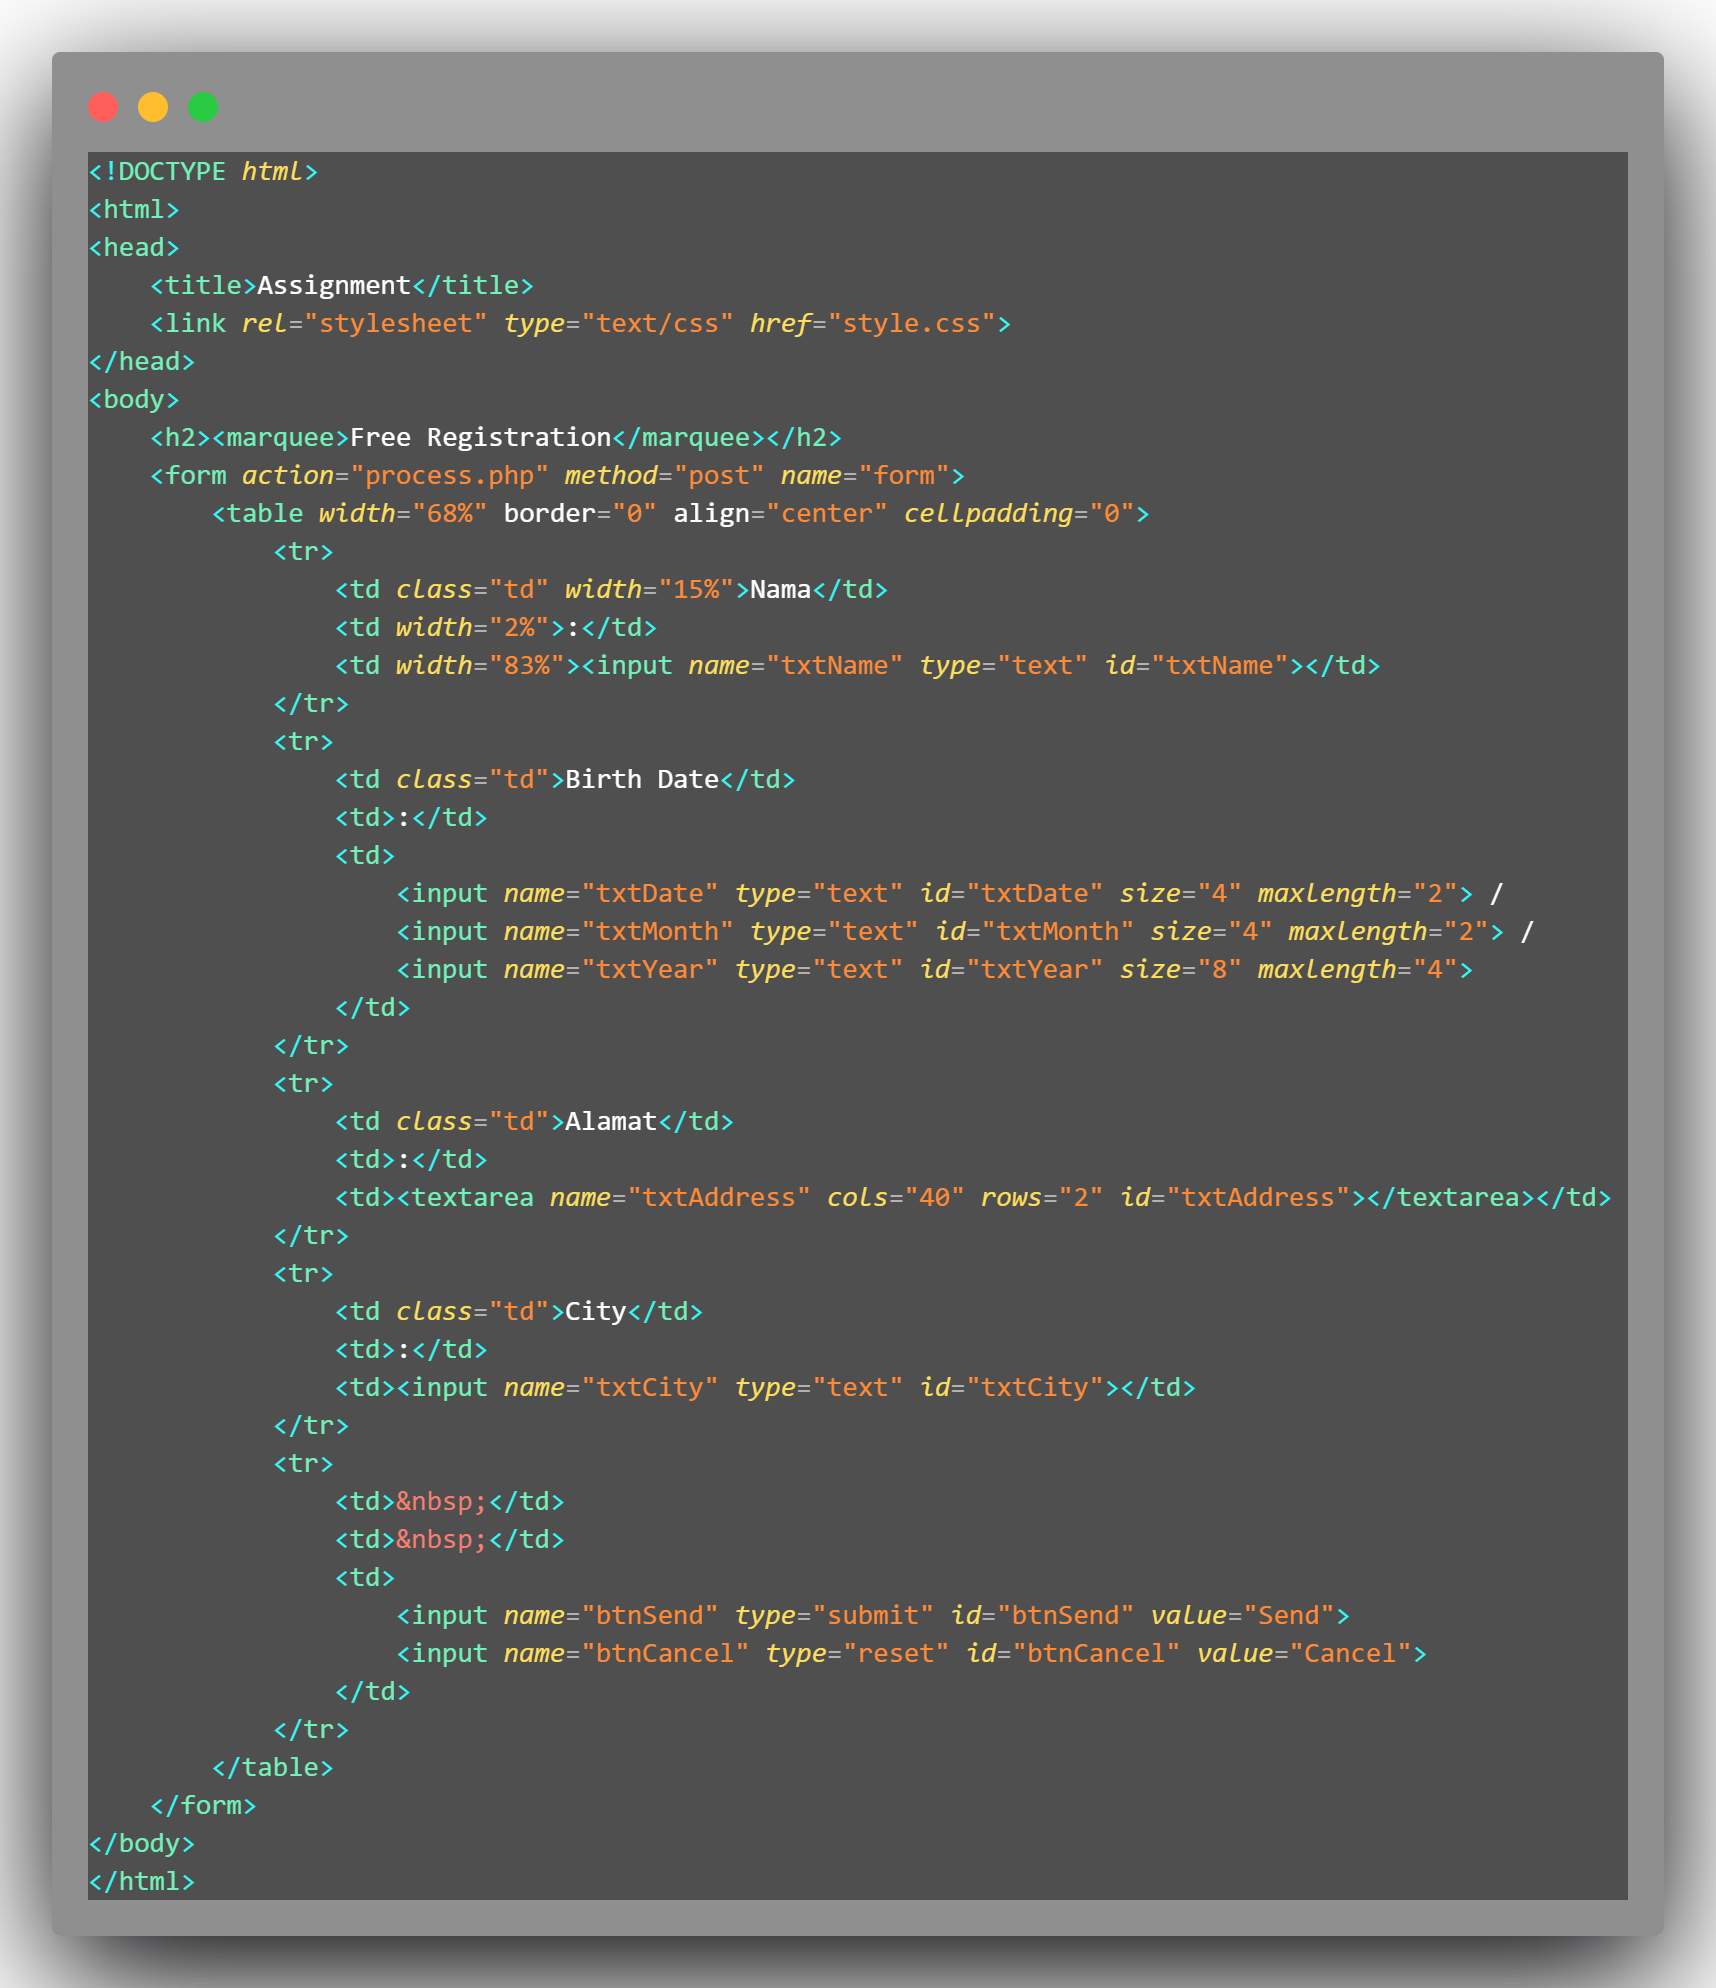 <!DOCTYPE html>
<html>
<head>
    <title>Assignment</title>
    <link rel="stylesheet" type="text/css" href="style.css">
</head>
<body>
    <h2><marquee>Free Registration</marquee></h2>
    <form action="process.php" method="post" name="form">
        <table width="68%" border="0" align="center" cellpadding="0">
            <tr>
                <td class="td" width="15%">Nama</td>
                <td width="2%">:</td>
                <td width="83%"><input name="txtName" type="text" id="txtName"></td>
            </tr>
            <tr>
                <td class="td">Birth Date</td>
                <td>:</td>
                <td>
                    <input name="txtDate" type="text" id="txtDate" size="4" maxlength="2"> /
                    <input name="txtMonth" type="text" id="txtMonth" size="4" maxlength="2"> /
                    <input name="txtYear" type="text" id="txtYear" size="8" maxlength="4">
                </td>
            </tr>
            <tr>
                <td class="td">Alamat</td>
                <td>:</td>
                <td><textarea name="txtAddress" cols="40" rows="2" id="txtAddress"></textarea></td>
            </tr>
            <tr>
                <td class="td">City</td>
                <td>:</td>
                <td><input name="txtCity" type="text" id="txtCity"></td>
            </tr>
            <tr>
                <td>&nbsp;</td>
                <td>&nbsp;</td>
                <td>
                    <input name="btnSend" type="submit" id="btnSend" value="Send">
                    <input name="btnCancel" type="reset" id="btnCancel" value="Cancel">
                </td>
            </tr>
        </table>
    </form>
</body>
</html>